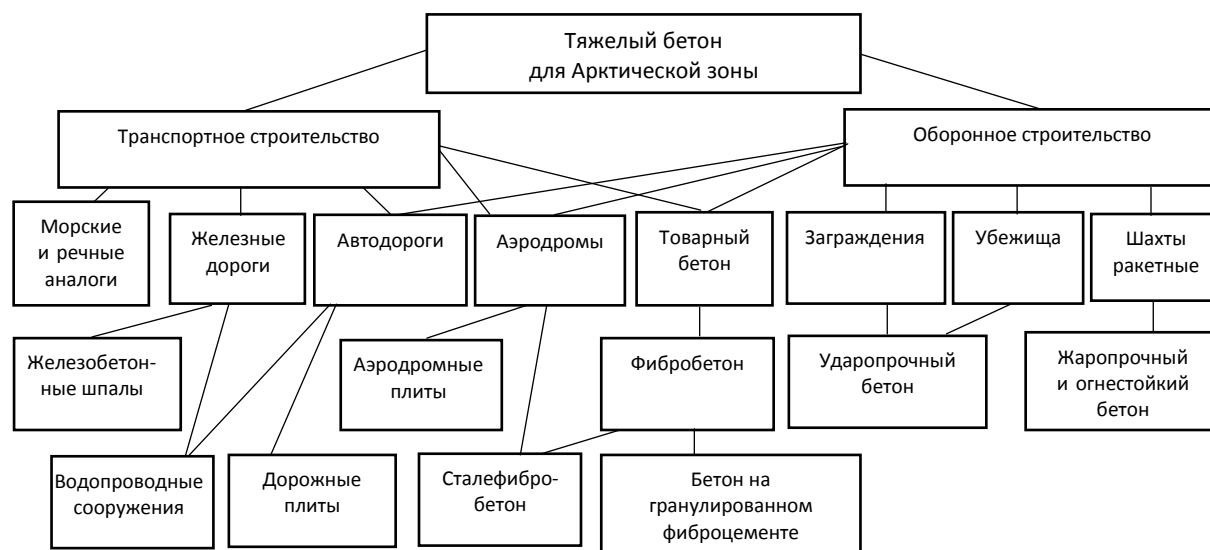 Тяжелый бетон
для Арктической зоны
Транспортное строительство
Оборонное строительство
Морские
и речные
аналоги
Железные
дороги
Автодороги
Аэродромы
Товарный
бетон
Заграждения
Убежища
Шахты
ракетные
Железобетон-
ные шпалы
Аэродромные
плиты
Фибробетон
Ударопрочный
бетон
Жаропрочный
и огнестойкий
бетон
Водопроводные
сооружения
Дорожные
плиты
Сталефибро-
бетон
Бетон на
гранулированном
фиброцементе